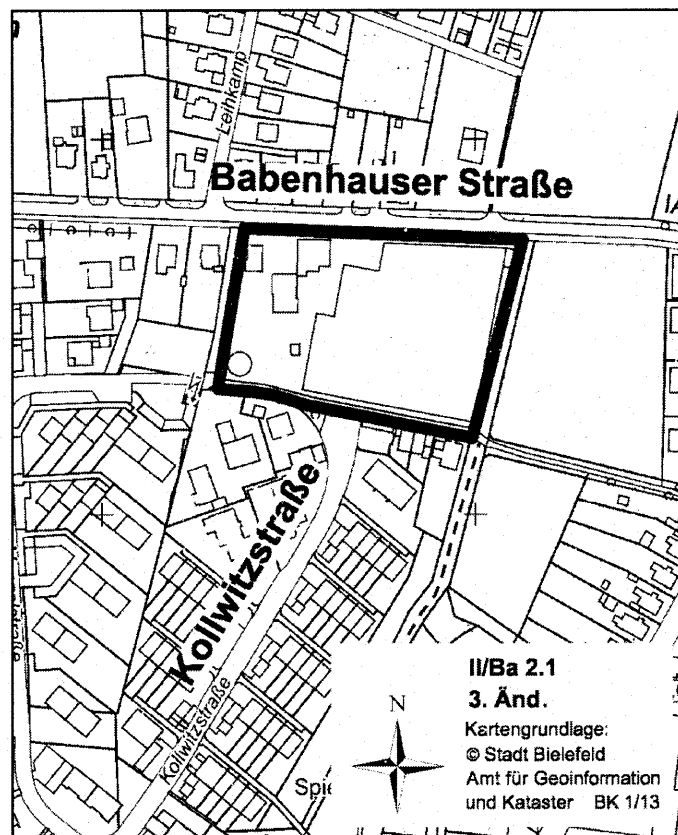 Leihkamp
Babenhauser Straße
Kollwitzstraße
Kollwitzstraße
N
II/Ba 2.1
3. Änd.
Kartengrundlage:
© Stadt Bielefeld
Amt für Geoinformation
und Kataster BK 1/13
Spie